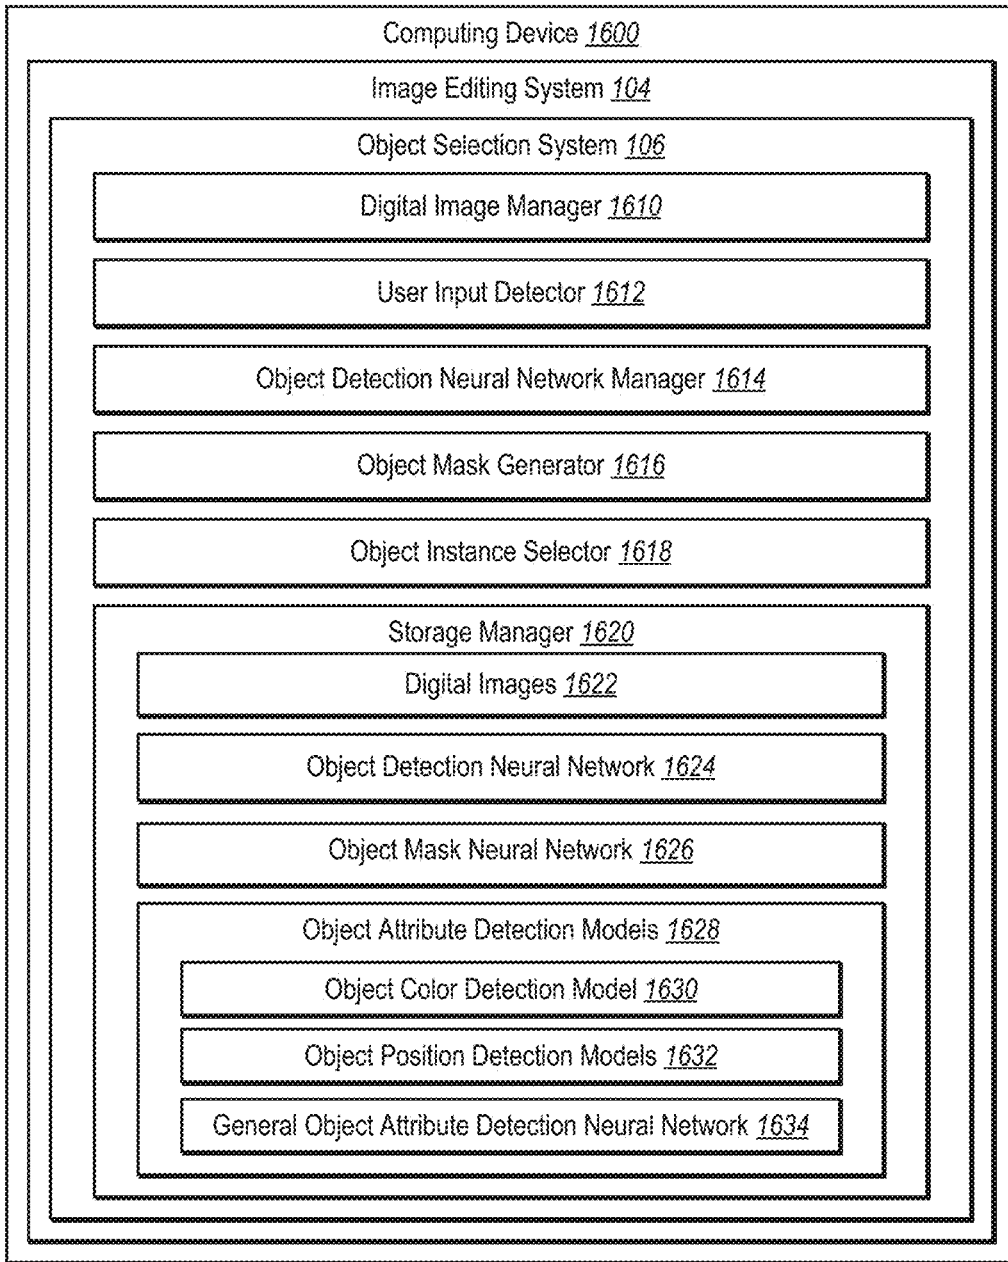 Computing Device 1600
Image Editing System 104
Object Selection System 106
Digital Image Manager 1610
User Input Detector 1612
Object Detection Neural Network Manager 1614
Object Mask Generator 1616
Object Instance Selector 1618
Storage Manager 1620
Digital Images 1622
Object Detection Neural Network 1624
Object Mask Neural Network 1626
Object Attribute Detection Models 1628
Object Color Detection Model 1630
Object Position Detection Models 1632
General Object Attribute Detection Neural Network 1634